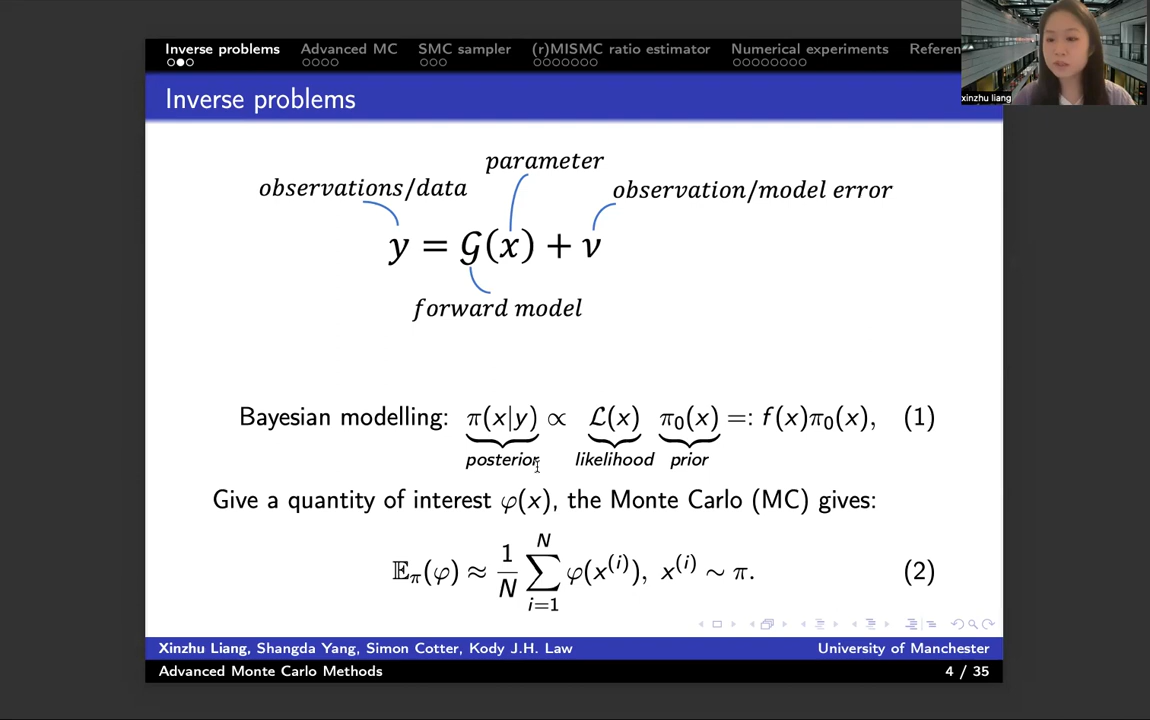 Inverse problems Advanced MC SMC sampler (r)MISMC ratio estimator Numerical experiments
xinzhu liang
Inverse problems
parameter
observations/data
observation/model error
y = 𝒢(x) + ν
forward model
Bayesian modelling: π(x|y) ∝ ℒ(x) π₀(x) =: f(x)π₀(x), (1)
posterior likelihood prior
Give a quantity of interest φ(x), the Monte Carlo (MC) gives:
𝔼π(φ) ≈ 1/N ∑ᵢ₌₁ᴺ φ(x⁽ⁱ⁾), x⁽ⁱ⁾ ∼ π. (2)
Xinzhu Liang, Shangda Yang, Simon Cotter, Kody J.H. Law University of Manchester
Advanced Monte Carlo Methods 4 / 35